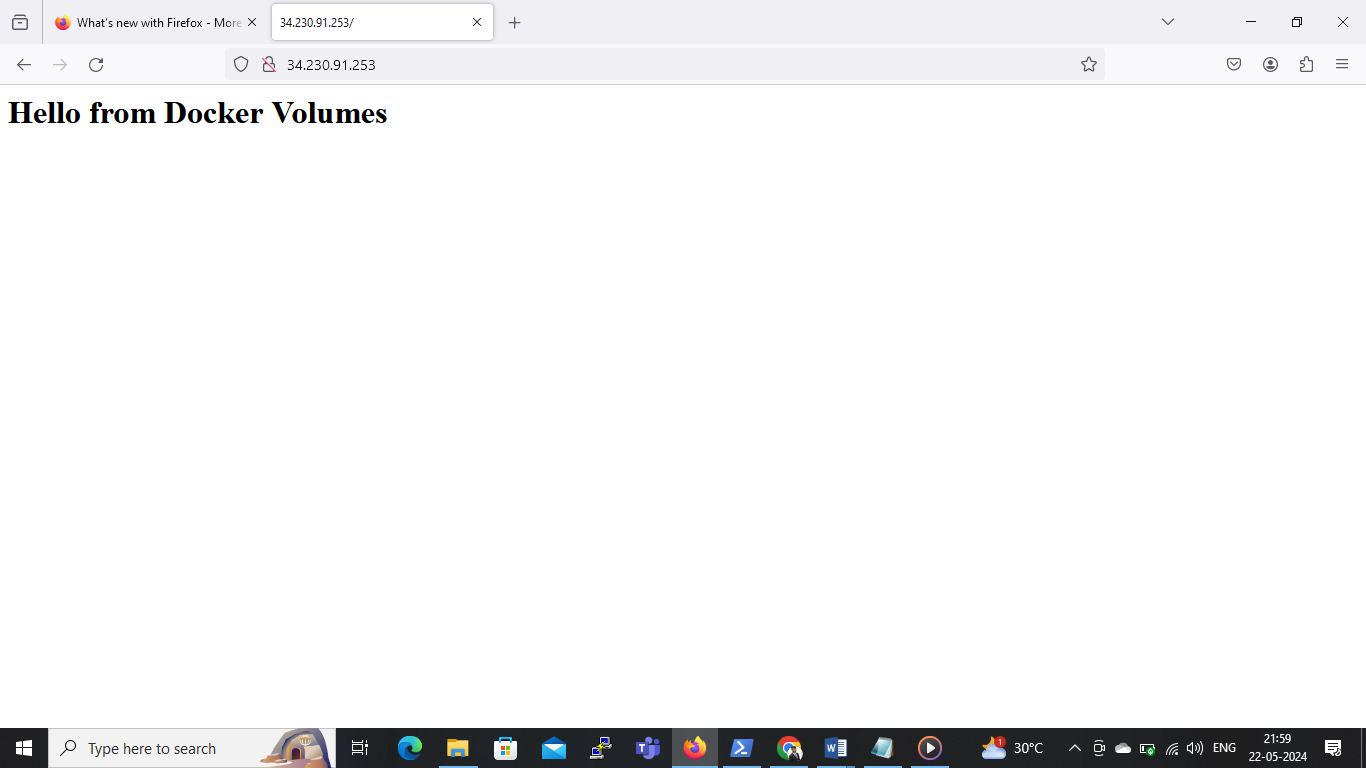 What's new with Firefox - More
34.230.91.253/
34.230.91.253
Hello from Docker Volumes
Type here to search
1
30°C
ENG
21:59
22-05-2024